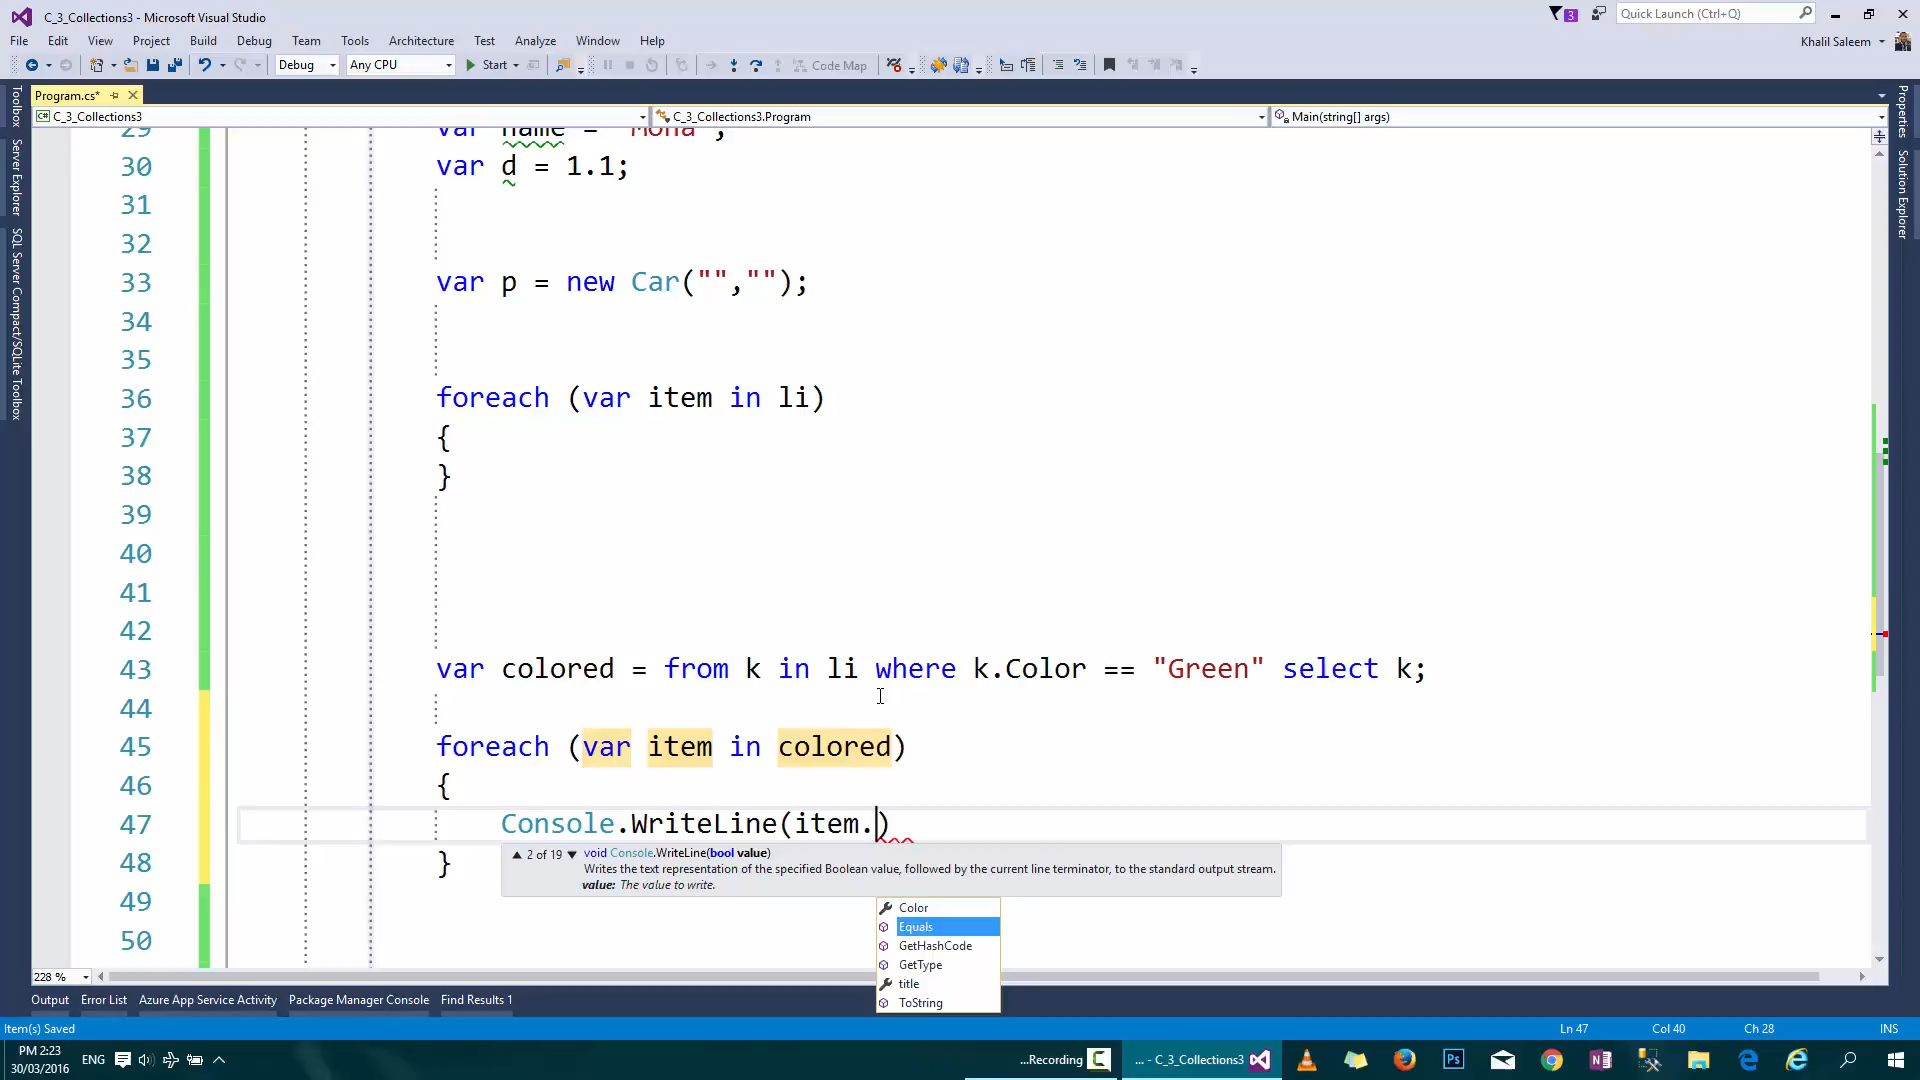 C_3_Collections3 - Microsoft Visual Studio
3
Quick Launch (Ctrl+Q)
File Edit View Project Build Debug Team Tools Architecture Test Analyze Window Help
Khalil Saleem
Debug Any CPU Start Code Map
Program.cs*
C_3_Collections3 C_3_Collections3.Program Main(string[] args)
Toolbox
Server Explorer
SQL Server Compact/SQLite Toolbox
Properties
Solution Explorer
29 var name = "Mona";
30 var d = 1.1;
31
32
33 var p = new Car("","");
34
35
36 foreach (var item in li)
37 {
38 }
39
40
41
42
43 var colored = from k in li where k.Color == "Green" select k;
44
45 foreach (var item in colored)
46 {
47 Console.WriteLine(item.)
48 }
2 of 19 void Console.WriteLine(bool value)
Writes the text representation of the specified Boolean value, followed by the current line terminator, to the standard output stream.
value: The value to write.
49
50
Color
Equals
GetHashCode
GetType
title
ToString
228 %
Output Error List Azure App Service Activity Package Manager Console Find Results 1
Item(s) Saved Ln 47 Col 40 Ch 28 INS
PM 2:23
30/03/2016
ENG
...Recording
... - C_3_Collections3